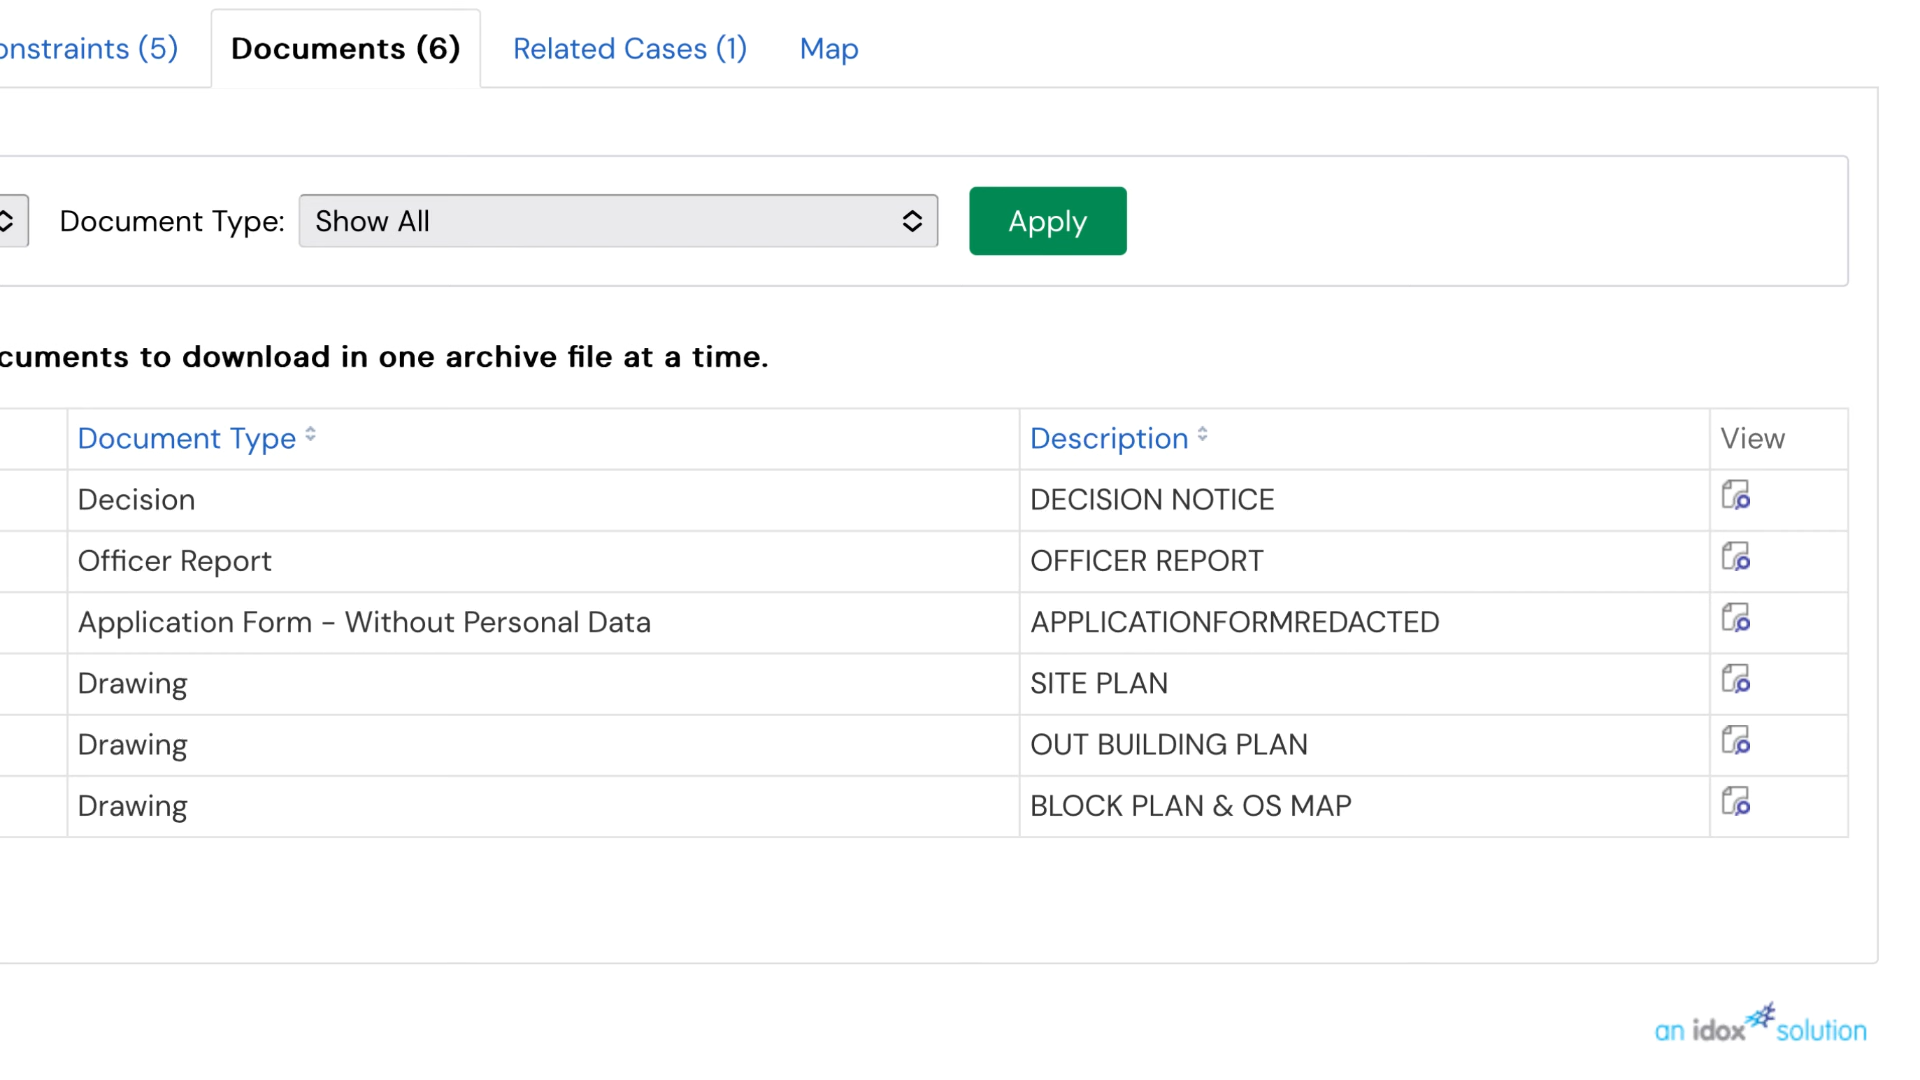 onstraints (5) Documents (6) Related Cases (1) Map
Document Type: Show All Apply
cuments to download in one archive file at a time.
Document Type Description View
Decision DECISION NOTICE
Officer Report OFFICER REPORT
Application Form - Without Personal Data APPLICATIONFORMREDACTED
Drawing SITE PLAN
Drawing OUT BUILDING PLAN
Drawing BLOCK PLAN & OS MAP
an idox solution